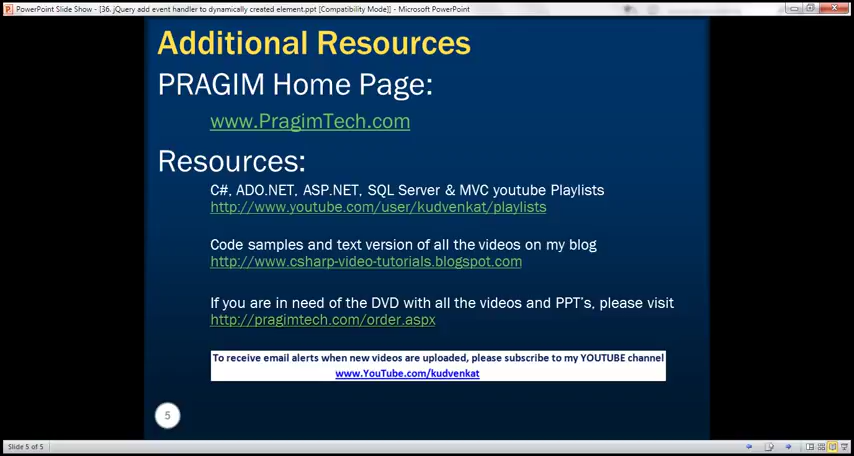 PowerPoint Slide Show - [36. jQuery add event handler to dynamically created element.ppt [Compatibility Mode]] - Microsoft PowerPoint
Additional Resources
PRAGIM Home Page:
www.PragimTech.com
Resources:
C#, ADO.NET, ASP.NET, SQL Server & MVC youtube Playlists
http://www.youtube.com/user/kudvenkat/playlists
Code samples and text version of all the videos on my blog
http://www.csharp-video-tutorials.blogspot.com
If you are in need of the DVD with all the videos and PPT's, please visit
http://pragimtech.com/order.aspx
To receive email alerts when new videos are uploaded, please subscribe to my YOUTUBE channel
www.YouTube.com/kudvenkat
5
Slide 5 of 5